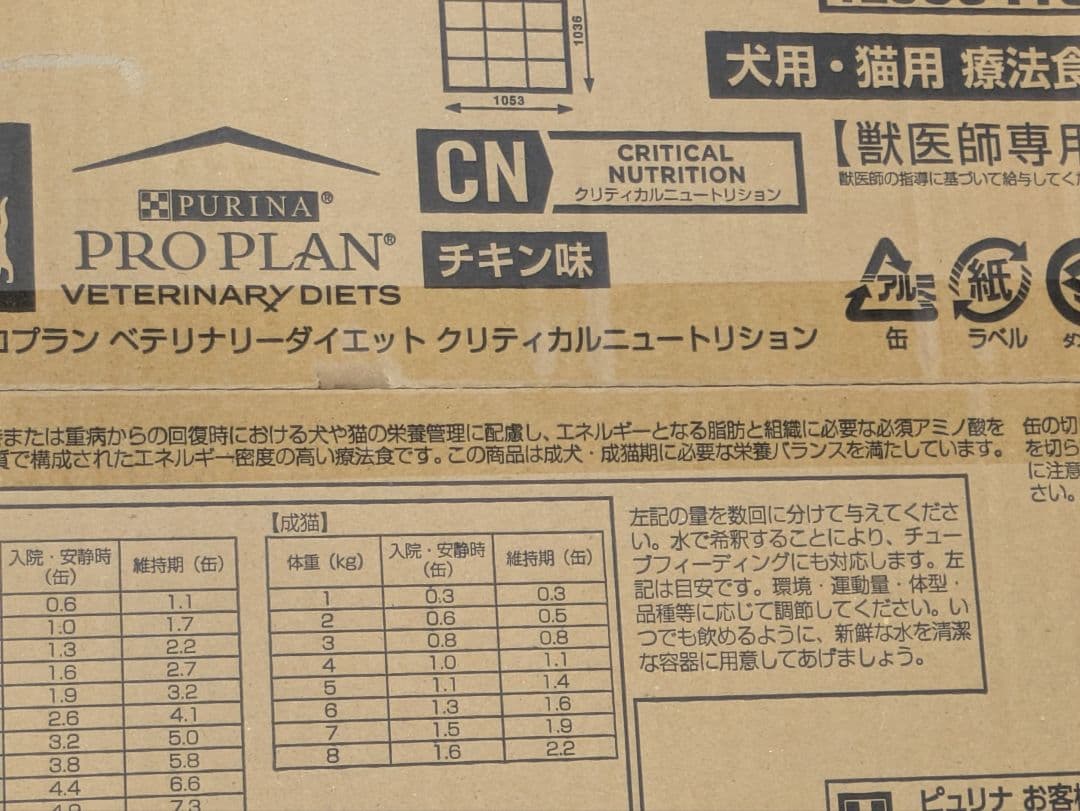 1036
1053
犬用・猫用 療法食
CN
CRITICAL
NUTRITION
クリティカルニュートリション
【獣医師専用
獣医師の指導に基づいて給与してくだ
PURINA®
PRO PLAN®
VETERINARY DIETS
チキン味
アルミ
缶
紙
ラベル
プラン ベテリナリーダイエット クリティカルニュートリション
または重病からの回復時における犬や猫の栄養管理に配慮し、エネルギーとなる脂肪と組織に必要な必須アミノ酸を
質で構成されたエネルギー密度の高い療法食です。この商品は成犬・成猫期に必要な栄養バランスを満たしています。
缶の切り
を切ら
に注意
さい。
入院・安静時
(缶)
維持期(缶)
0.6 1.1
1.0 1.7
1.3 2.2
1.6 2.7
1.9 3.2
2.6 4.1
3.2 5.0
3.8 5.8
4.4 6.6
7.3
【成猫】
体重(kg) 入院・安静時
(缶)
維持期(缶)
1 0.3 0.3
2 0.6 0.5
3 0.8 0.8
4 1.0 1.1
5 1.1 1.4
6 1.3 1.6
7 1.5 1.9
8 1.6 2.2
左記の量を数回に分けて与えてくださ
い。水で希釈することにより、チュー
ブフィーディングにも対応します。左
記は目安です。環境・運動量・体型・
品種等に応じて調節してください。い
つでも飲めるように、新鮮な水を清潔
な容器に用意してあげましょう。
ピュリナ お客